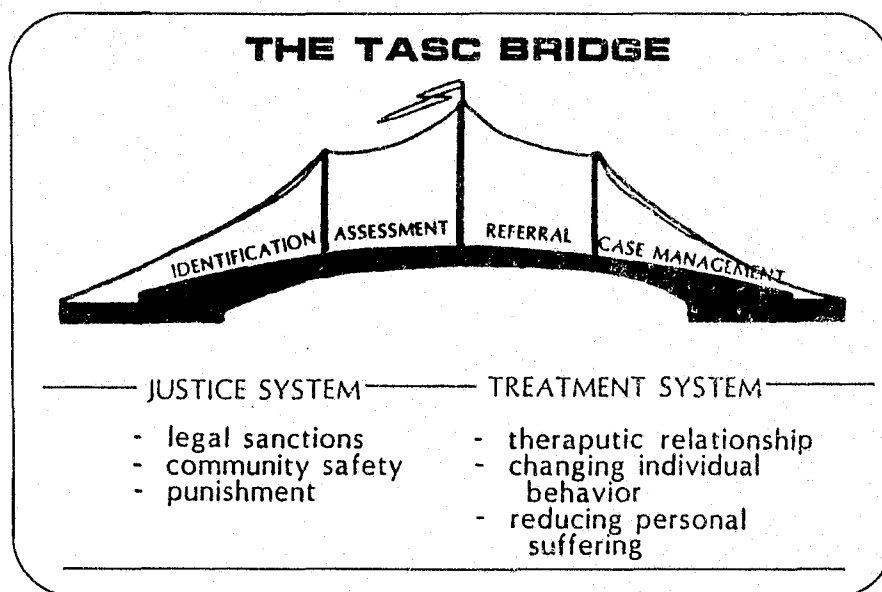 THE TASC BRIDGE
IDENTIFICATION ASSESSMENT REFERRAL CASE MANAGEMENT
JUSTICE SYSTEM
- legal sanctions
- community safety
- punishment
TREATMENT SYSTEM
- theraputic relationship
- changing individual
behavior
- reducing personal
suffering